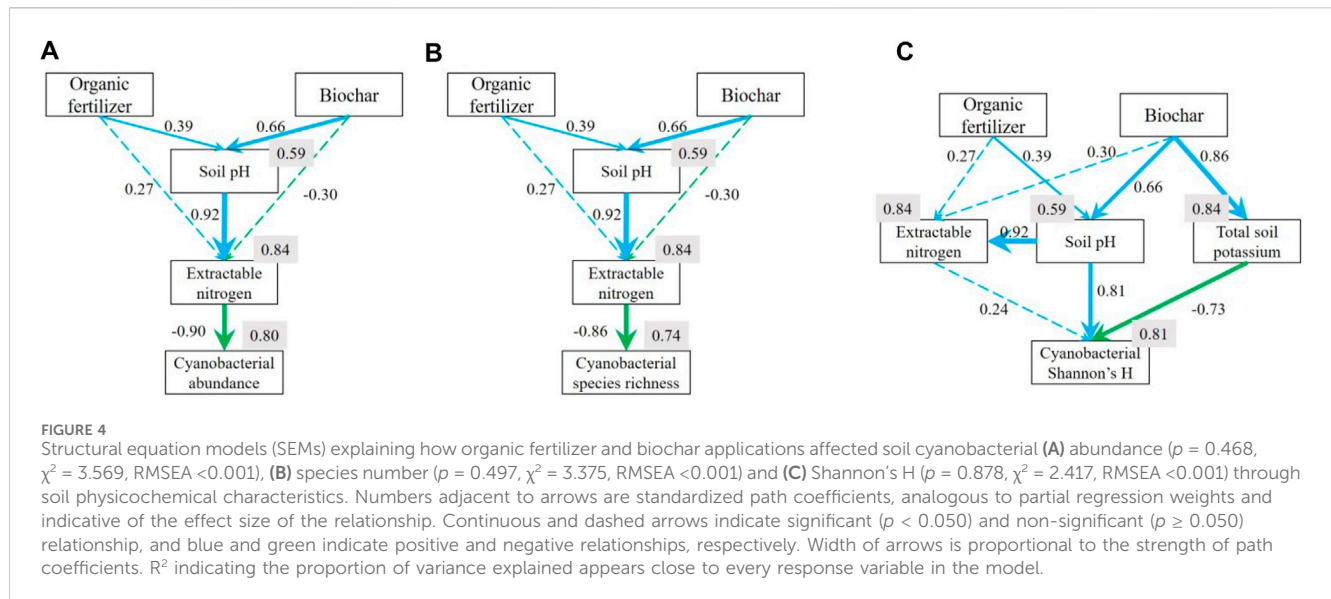 A
Organic
fertilizer
Biochar
0.39
0.66
0.59
Soil pH
0.27
0.92
-0.30
0.84
Extractable
nitrogen
-0.90
0.80
Cyanobacterial
abundance
B
Organic
fertilizer
Biochar
0.39
0.66
0.59
Soil pH
0.27
0.92
-0.30
0.84
Extractable
nitrogen
-0.86
0.74
Cyanobacterial
species richness
C
Organic
fertilizer
Biochar
0.27
0.39
0.30
0.86
0.66
0.84
0.59
0.84
Extractable
nitrogen
0.92
Soil pH
Total soil
potassium
0.24
0.81
-0.73
0.81
Cyanobacterial
Shannon's H
FIGURE 4
Structural equation models (SEMs) explaining how organic fertilizer and biochar applications affected soil cyanobacterial (A) abundance (p = 0.468,
χ² = 3.569, RMSEA <0.001), (B) species number (p = 0.497, χ² = 3.375, RMSEA <0.001) and (C) Shannon's H (p = 0.878, χ² = 2.417, RMSEA <0.001) through
soil physicochemical characteristics. Numbers adjacent to arrows are standardized path coefficients, analogous to partial regression weights and
indicative of the effect size of the relationship. Continuous and dashed arrows indicate significant (p < 0.050) and non-significant (p ≥ 0.050)
relationship, and blue and green indicate positive and negative relationships, respectively. Width of arrows is proportional to the strength of path
coefficients. R² indicating the proportion of variance explained appears close to every response variable in the model.